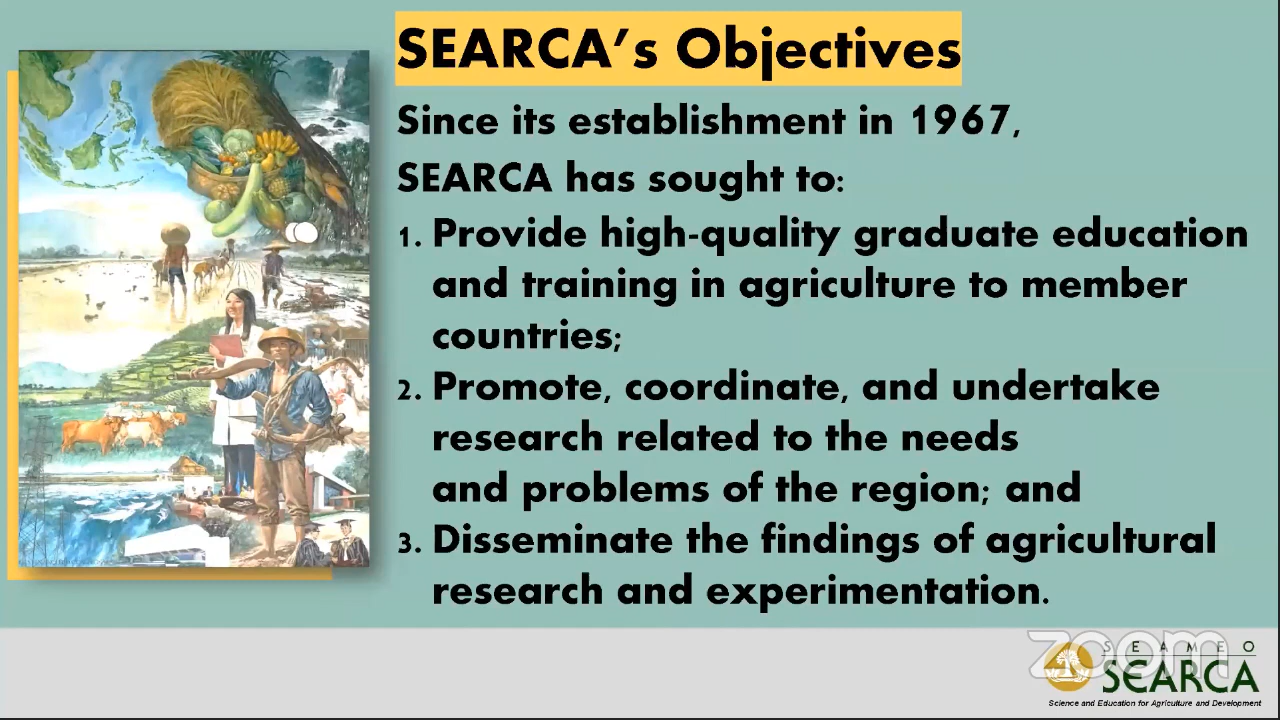 SEARCA's Objectives
Since its establishment in 1967,
SEARCA has sought to:
1. Provide high-quality graduate education
and training in agriculture to member
countries;
2. Promote, coordinate, and undertake
research related to the needs
and problems of the region; and
3. Disseminate the findings of agricultural
research and experimentation.
zoom
SEAMEO
SEARCA
Science and Education for Agriculture and Development